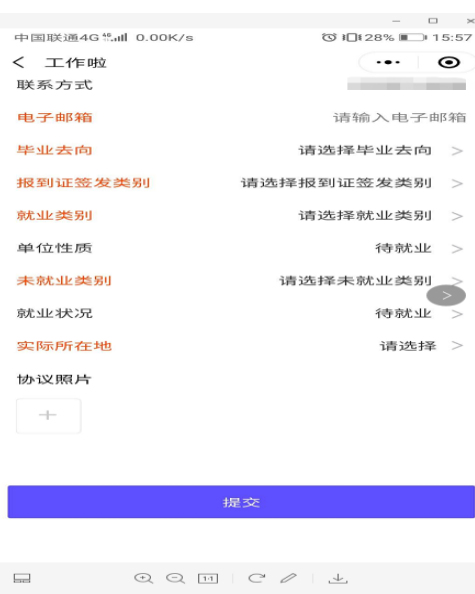 中国联通4G 46 0.00K/s 28% 15:57
工作啦
联系方式
电子邮箱 请输入电子邮箱
毕业去向 请选择毕业去向 >
报到证签发类别 请选择报到证签发类别 >
就业类别 请选择就业类别 >
单位性质 待就业 >
未就业类别 请选择未就业类别 >
就业状况 待就业 >
实际所在地 请选择 >
协议照片
提交
1:1